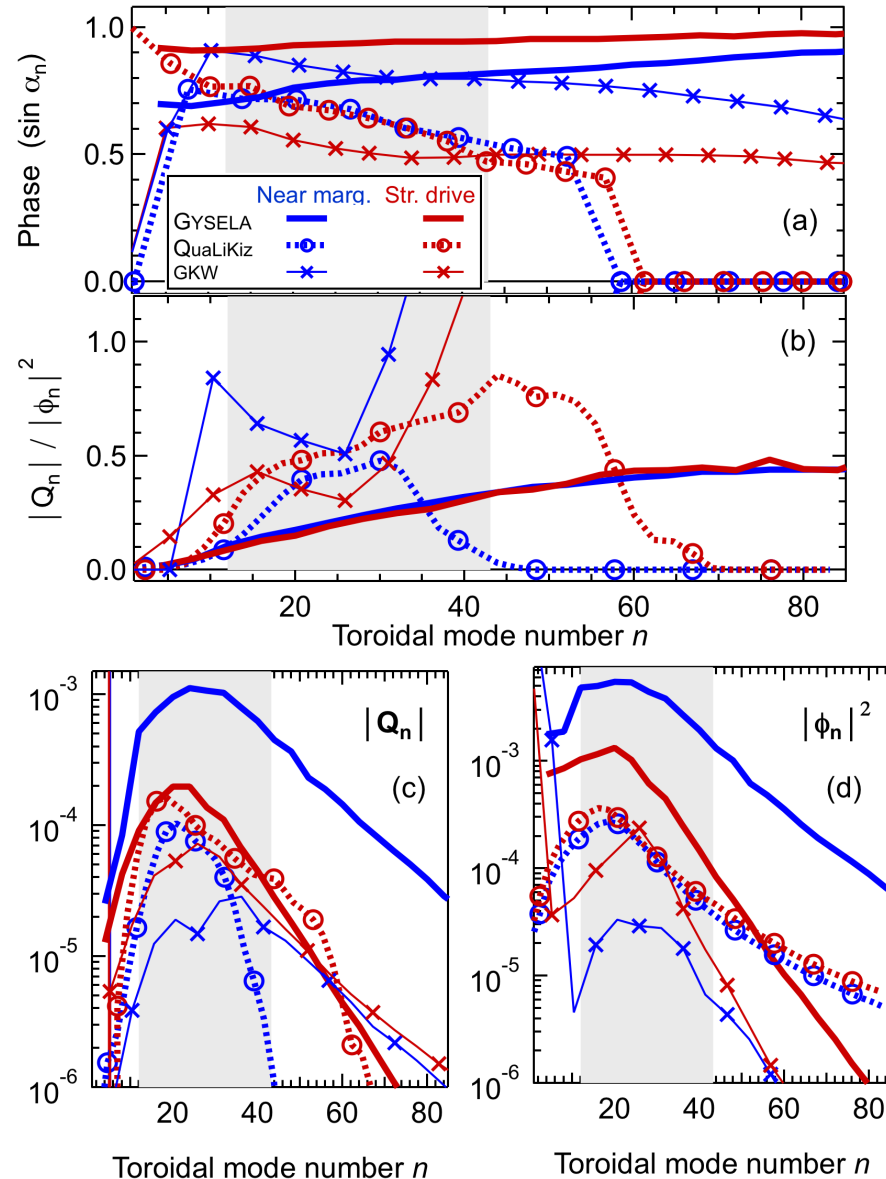 Phase (sin αn)
1.0
0.5
0.0
Near marg. Str. drive
GYSELA
QuaLiKiz
GKW
(a)
|Qn| / |ϕn|²
1.0
0.5
0.0
(b)
20 40 60 80
Toroidal mode number n
10⁻³
10⁻⁴
10⁻⁵
10⁻⁶
|Qn|
(c)
20 40 60 80
Toroidal mode number n
10⁻³
10⁻⁴
10⁻⁵
10⁻⁶
|ϕn|²
(d)
20 40 60 80
Toroidal mode number n